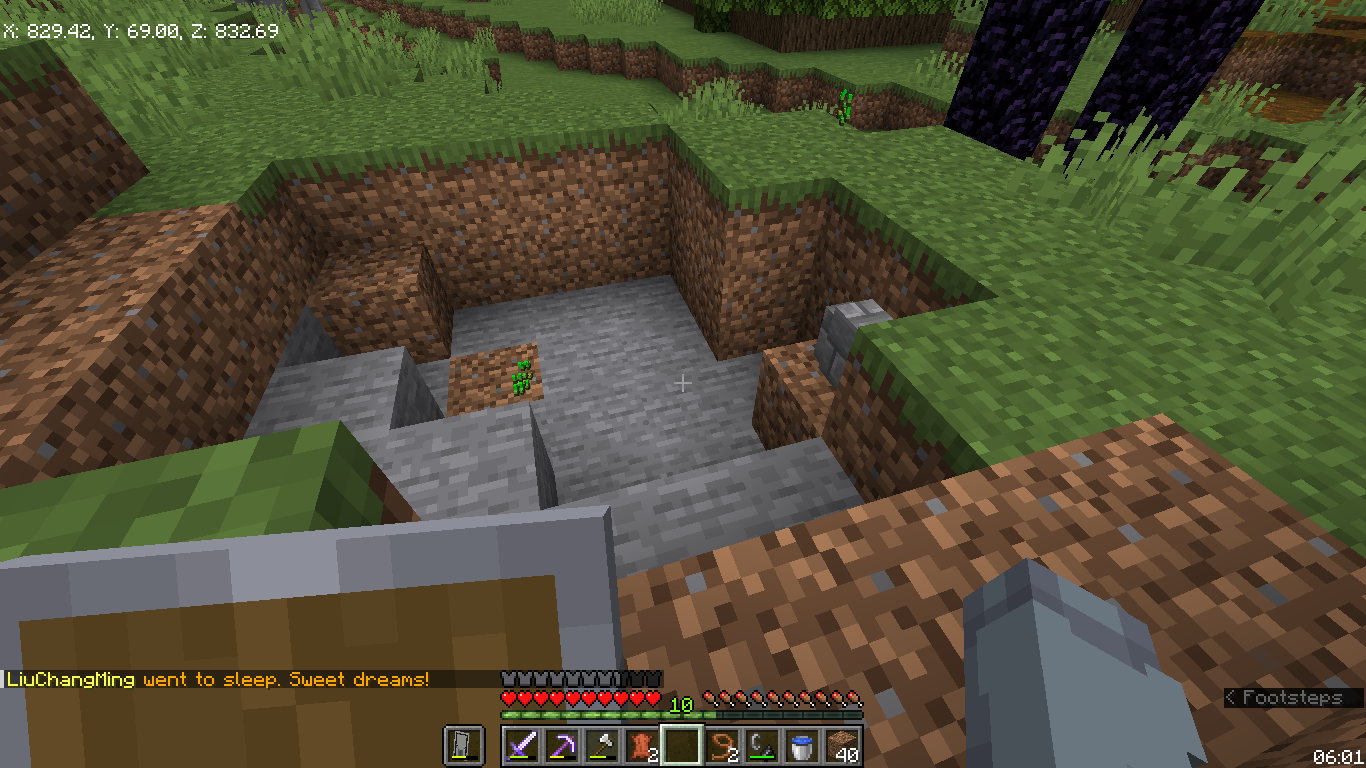 X: 829.42, Y: 69.00, Z: 832.69
LiuChangMing went to sleep. Sweet dreams!
10
< Footsteps
2
2
40
06:01